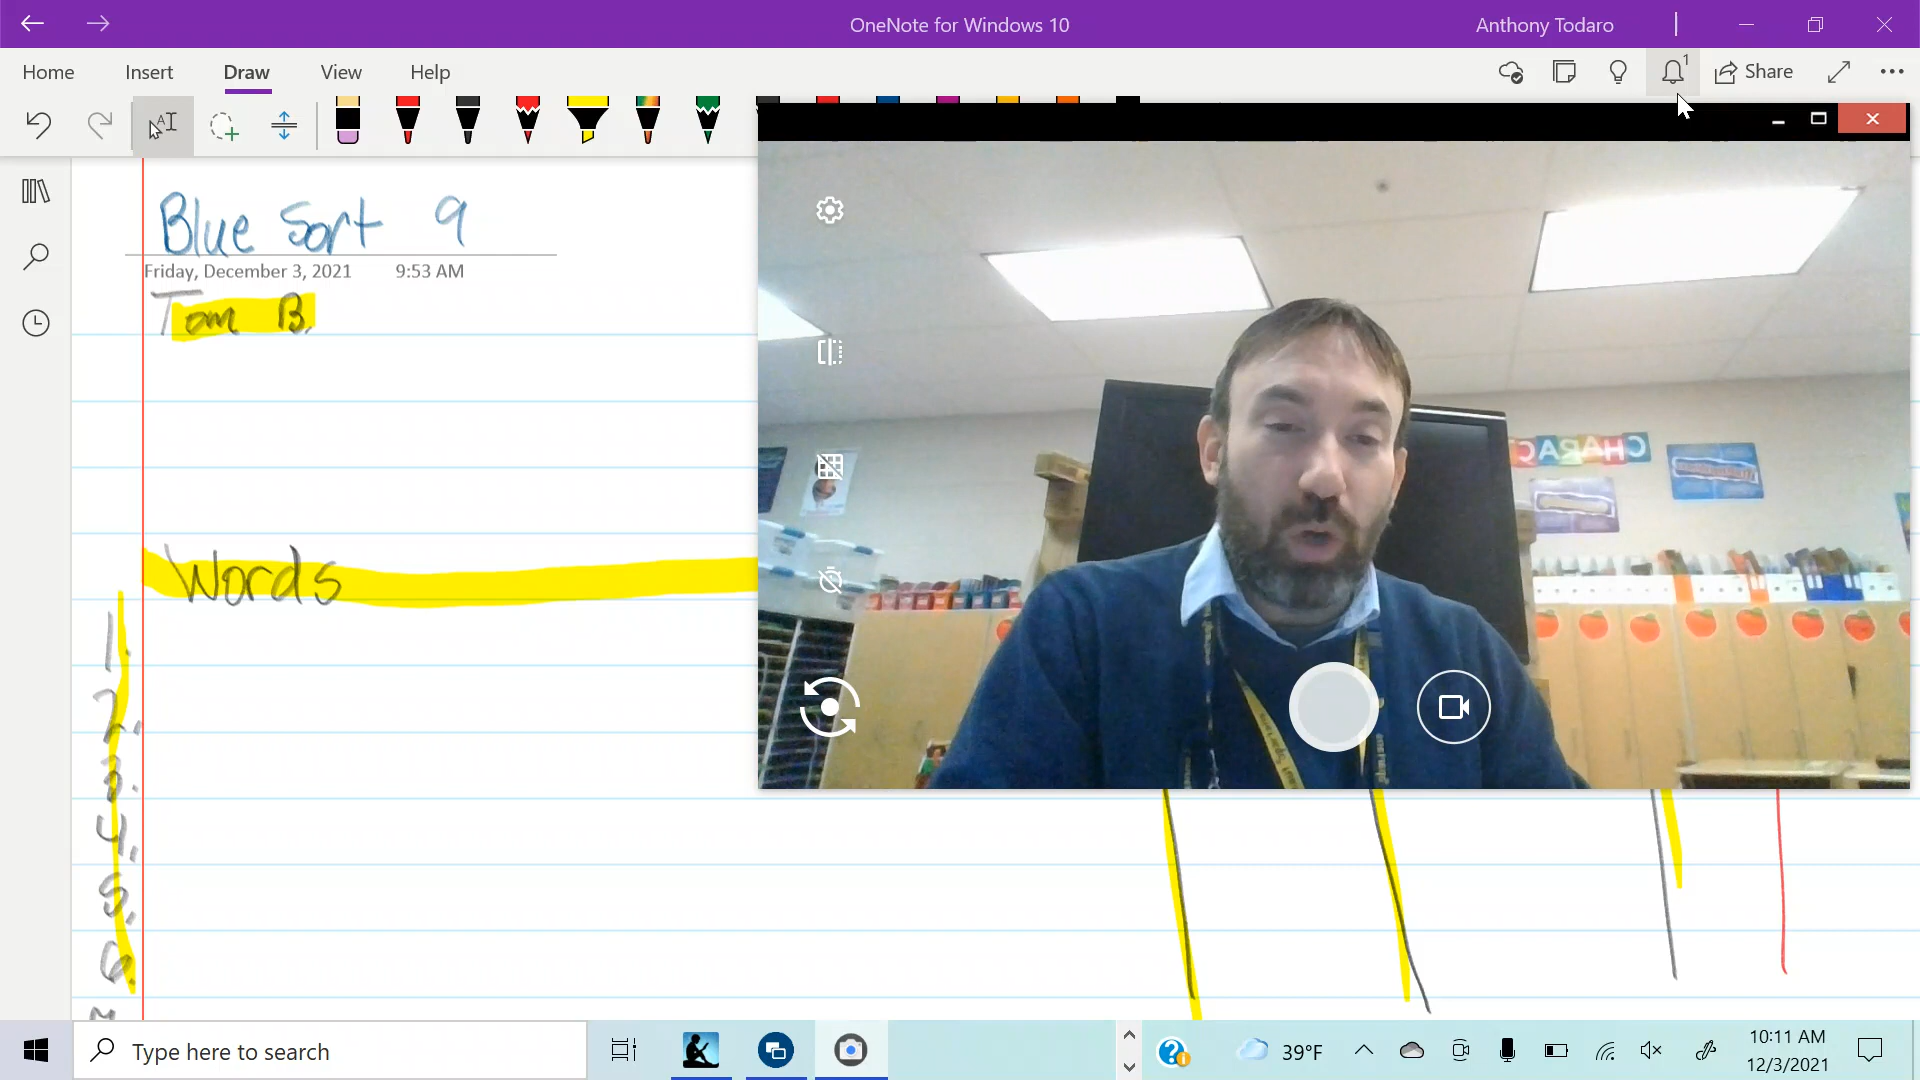 OneNote for Windows 10
Anthony Todaro
Home Insert Draw View Help
1
Share
Blue Sort 9
Friday, December 3, 2021 9:53 AM
Tom B.
CHARAC
Words
1.
2.
3.
4.
5.
6.
Type here to search
39°F
10:11 AM
12/3/2021